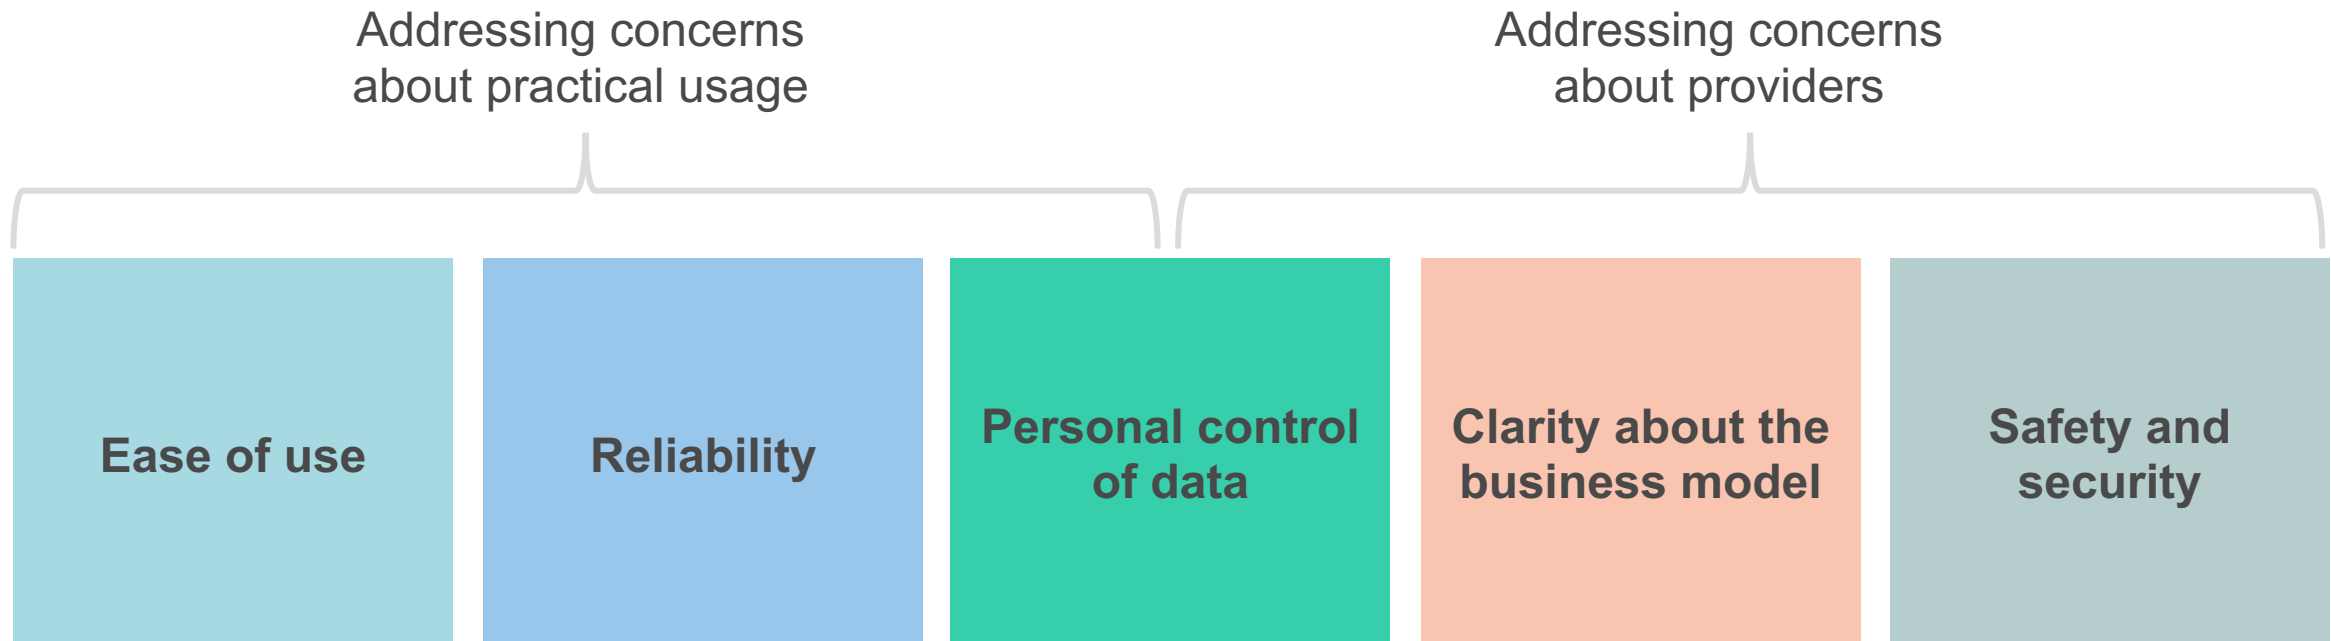 Addressing concerns
about practical usage
Addressing concerns
about providers
Ease of use
Reliability
Personal control
of data
Clarity about the
business model
Safety and
security